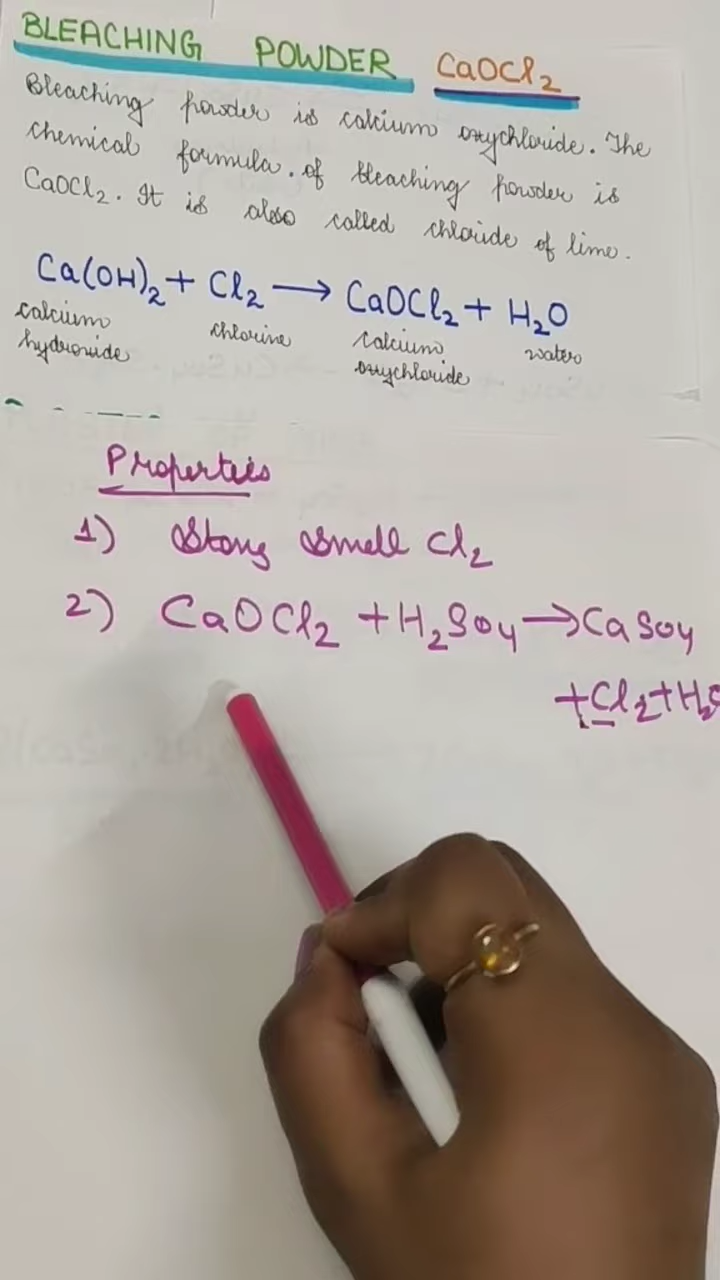 BLEACHING POWDER CaOCl₂
Bleaching powder is calcium oxychloride. The
chemical formula. of bleaching powder is
CaOCl₂. It is also called chloride of lime.
Ca(OH)₂ + Cl₂ → CaOCl₂ + H₂O
calcium hydroxide chlorine calcium oxychloride water
Properties
1) Strong smell Cl₂
2) CaOCl₂ + H₂SO₄ → CaSO₄
+ Cl₂ + H₂O